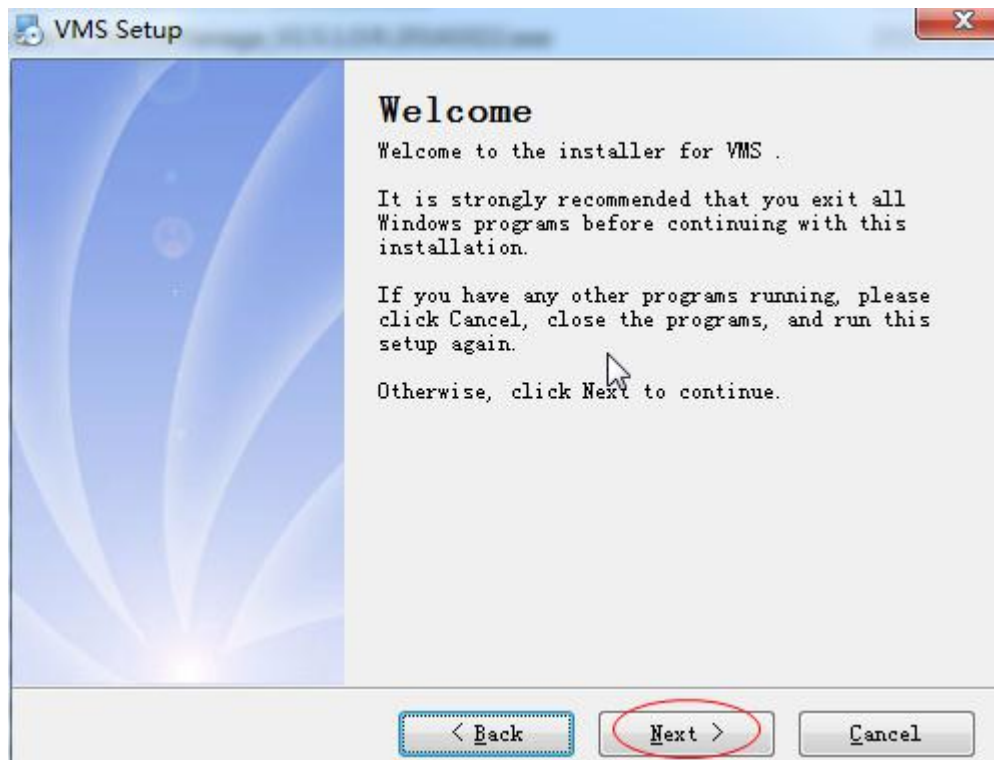 VMS Setup
Welcome
Welcome to the installer for VMS .
It is strongly recommended that you exit all
Windows programs before continuing with this
installation.
If you have any other programs running, please
click Cancel, close the programs, and run this
setup again.
Otherwise, click Next to continue.
< Back
Next >
Cancel